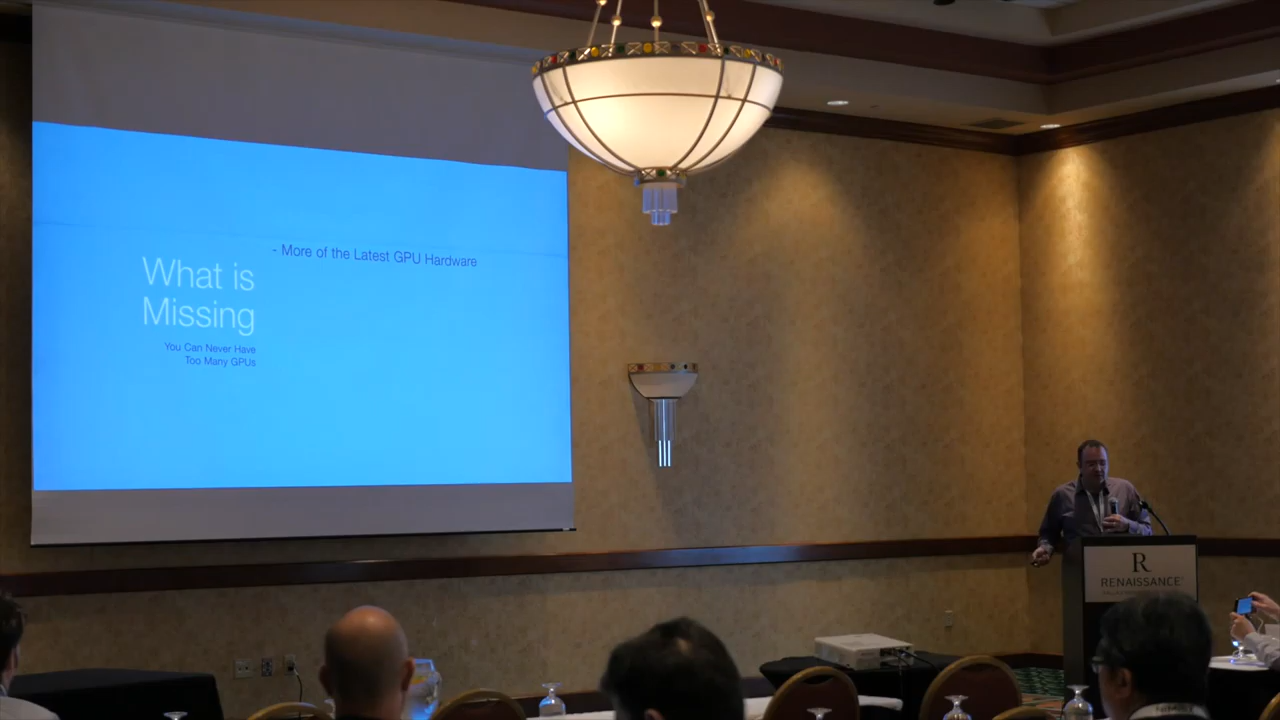 What is
Missing
You Can Never Have
Too Many GPUs
- More of the Latest GPU Hardware
R
RENAISSANCE